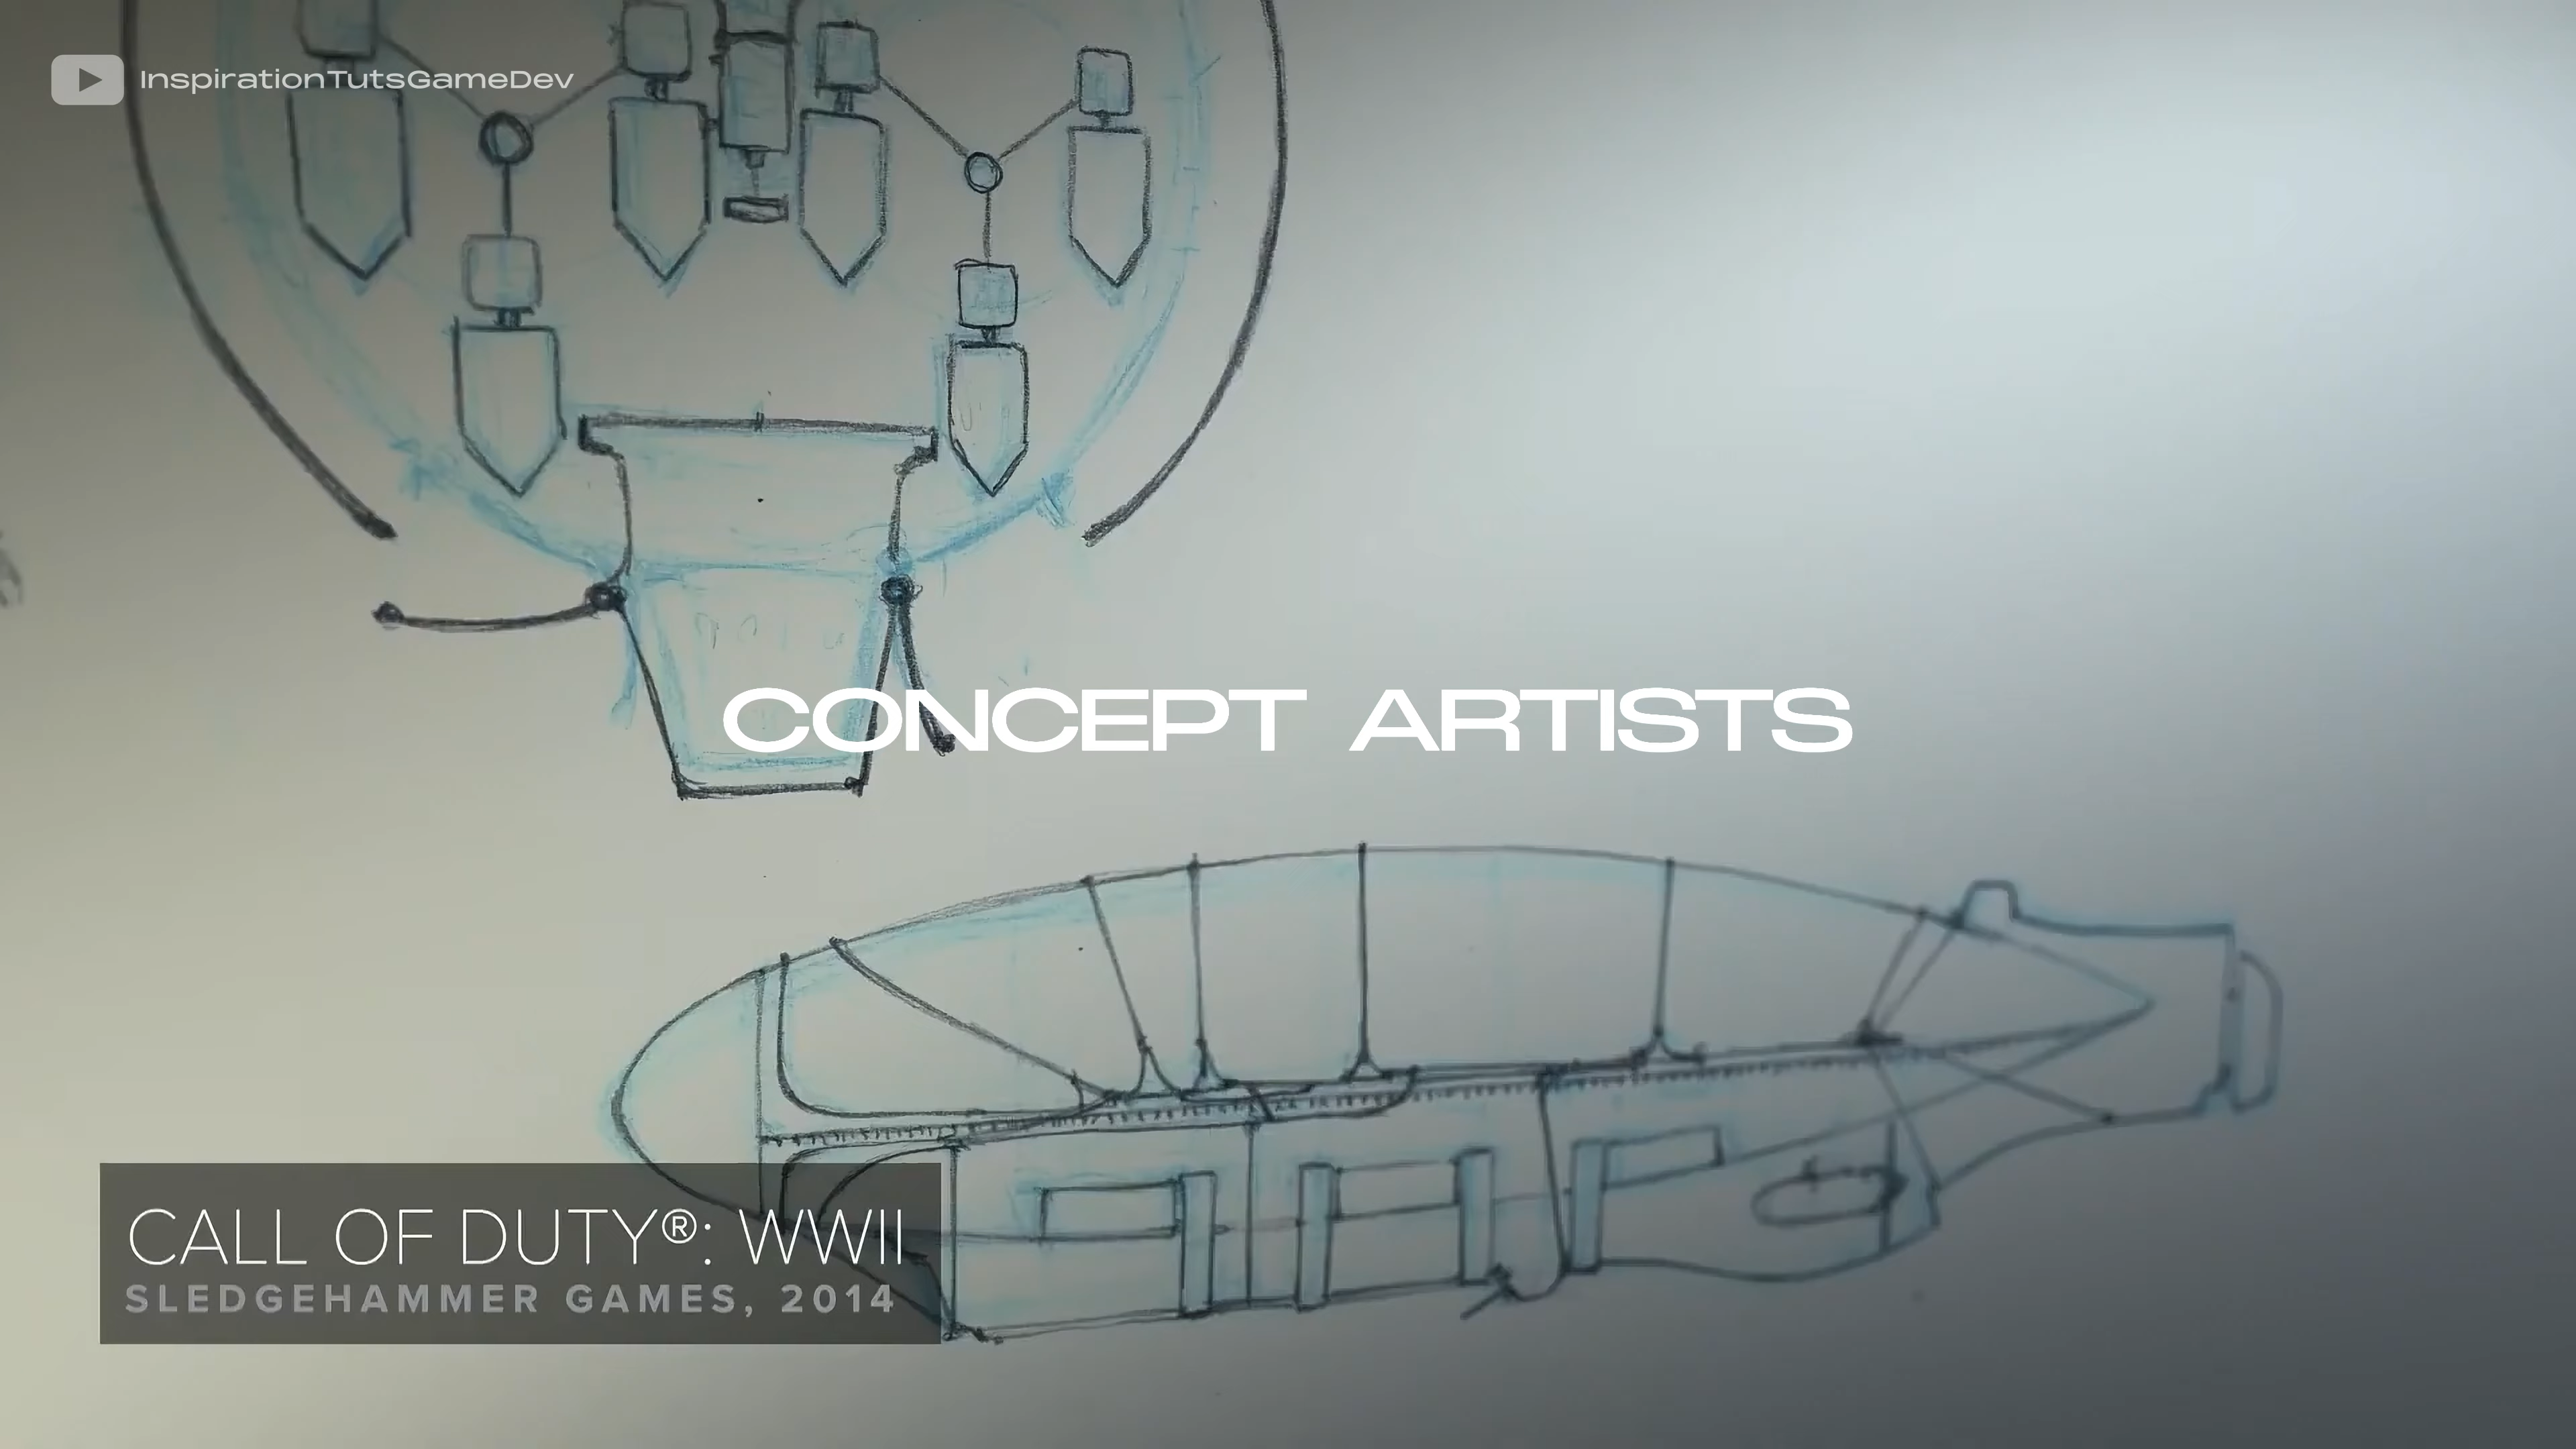 InspirationTutsGameDev
CONCEPT ARTISTS
CALL OF DUTY®: WWII
SLEDGEHAMMER GAMES, 2014